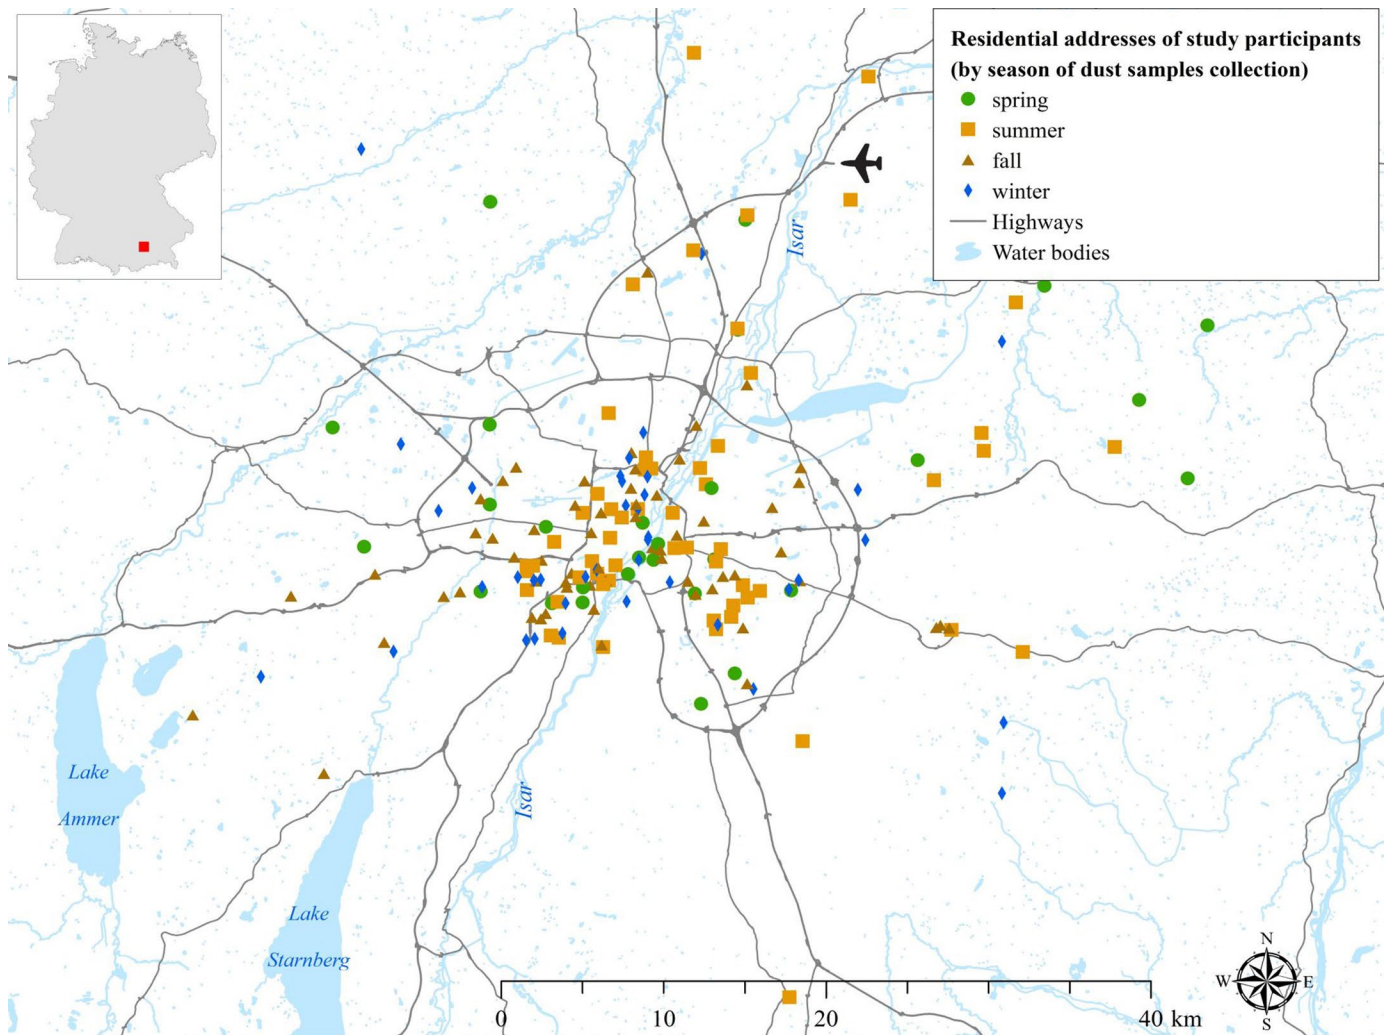 Residential addresses of study participants
(by season of dust samples collection)
spring
summer
fall
winter
Highways
Water bodies
Isar
Lake
Ammer
Isar
Lake
Starnberg
N
W E
S
0 10 20 40 km